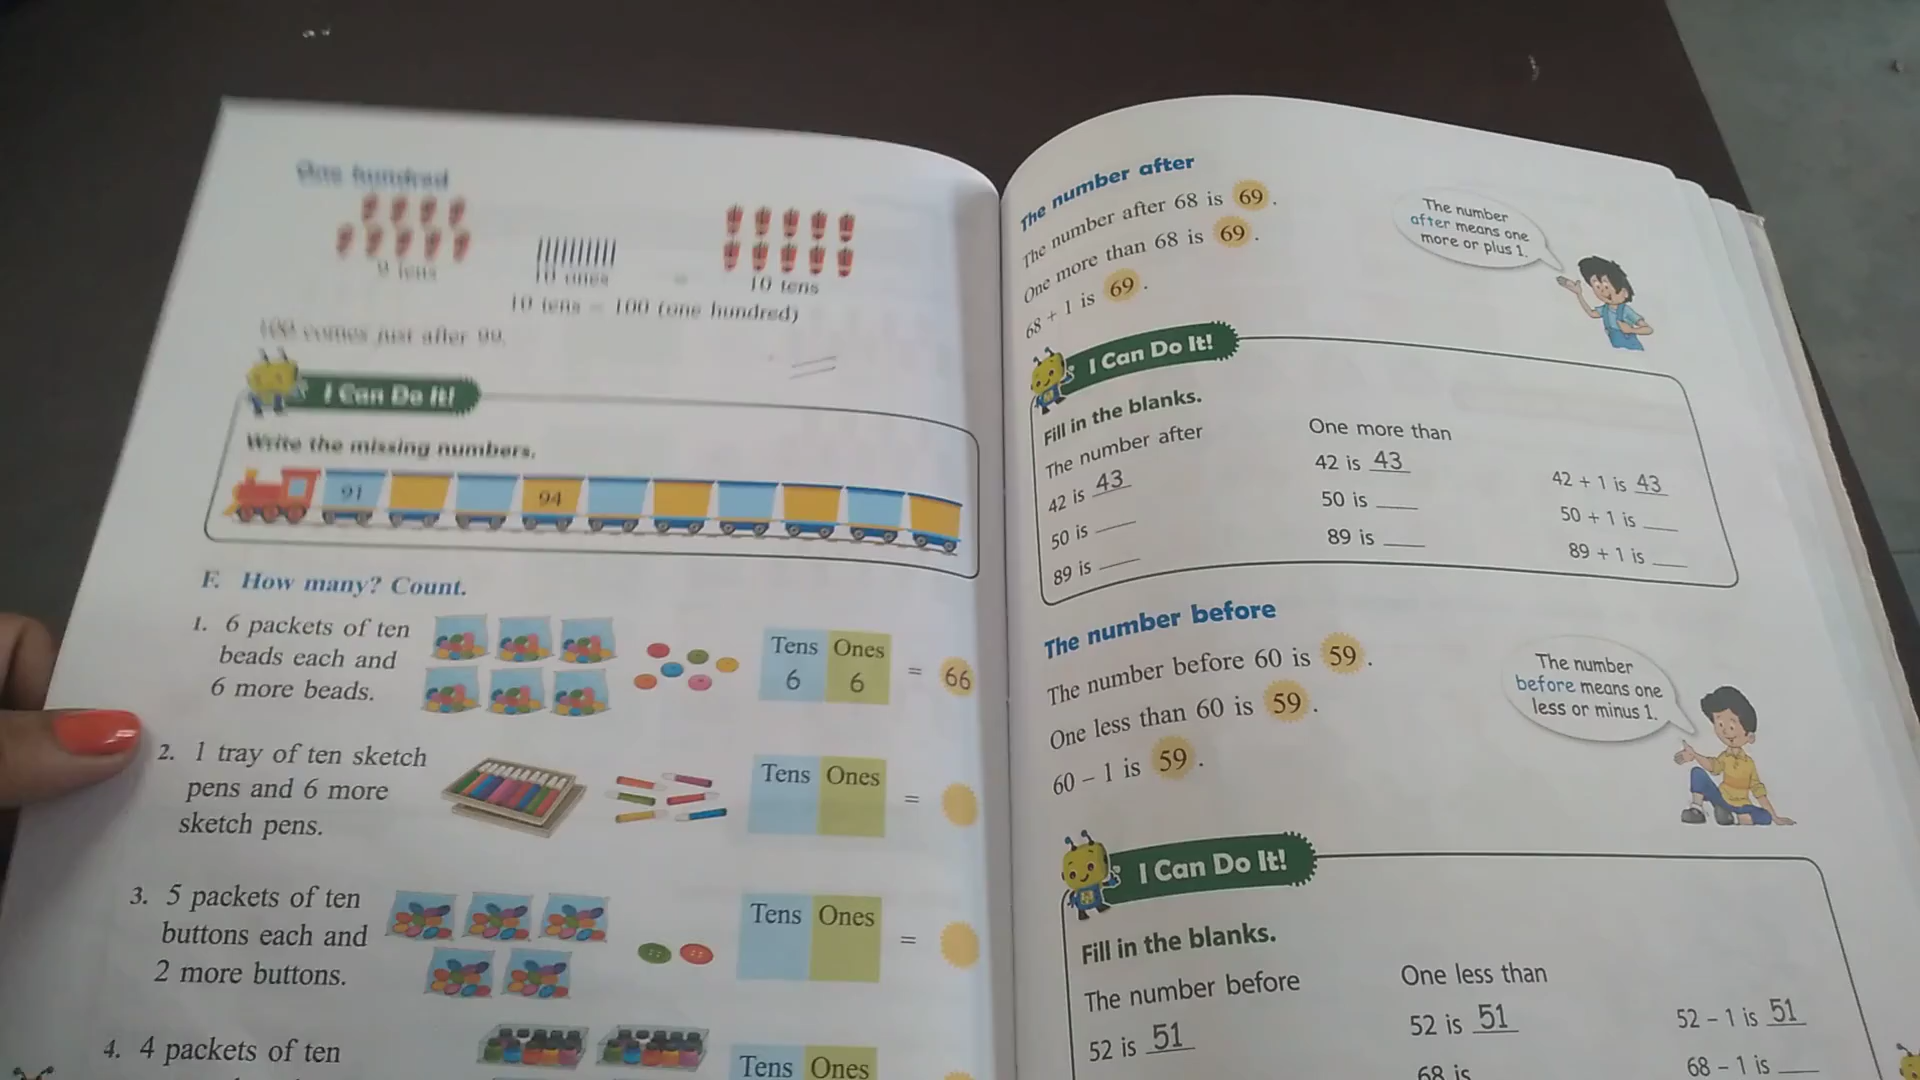 One hundred
9 tens
10 ones
=
10 tens
10 tens = 100 (one hundred)
100 comes just after 99.
I Can Do It!
Write the missing numbers.
91
94
F. How many? Count.
1. 6 packets of ten
beads each and
6 more beads.
Tens Ones
6 6
= 66
2. 1 tray of ten sketch
pens and 6 more
sketch pens.
Tens Ones
=
3. 5 packets of ten
buttons each and
2 more buttons.
Tens Ones
=
4. 4 packets of ten
Tens Ones
The number after
The number after 68 is 69.
One more than 68 is 69.
68 + 1 is 69.
The number
after means one
more or plus 1.
I Can Do It!
Fill in the blanks.
The number after
42 is 43
50 is ____
89 is ____
One more than
42 is 43
50 is ____
89 is ____
42 + 1 is 43
50 + 1 is ____
89 + 1 is ____
The number before
The number before 60 is 59.
One less than 60 is 59.
60 – 1 is 59.
The number
before means one
less or minus 1.
I Can Do It!
Fill in the blanks.
The number before
52 is 51
One less than
52 is 51
68 is
52 – 1 is 51
68 – 1 is ____